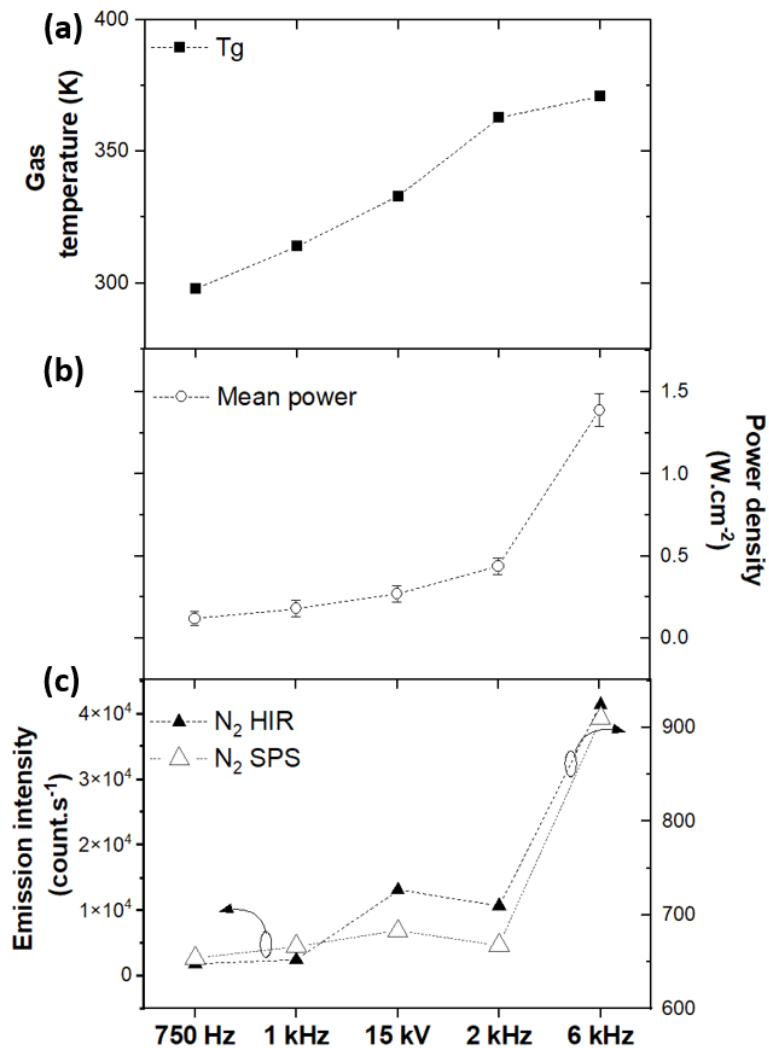 (a)
Tg
400
350
300
Gas
temperature (K)
(b)
Mean power
1.5
1.0
0.5
0.0
Power density
(W.cm⁻²)
(c)
N₂ HIR
N₂ SPS
4×10⁴
3×10⁴
2×10⁴
1×10⁴
0
Emission intensity
(count.s⁻¹)
900
800
700
600
750 Hz 1 kHz 15 kV 2 kHz 6 kHz